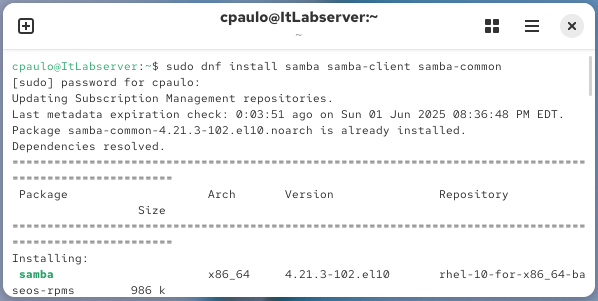 cpaulo@ItLabserver:~
~
cpaulo@ItLabserver:~$ sudo dnf install samba samba-client samba-common
[sudo] password for cpaulo:
Updating Subscription Management repositories.
Last metadata expiration check: 0:03:51 ago on Sun 01 Jun 2025 08:36:48 PM EDT.
Package samba-common-4.21.3-102.el10.noarch is already installed.
Dependencies resolved.
================================================================================
=======================
 Package                    Arch       Version               Repository
                  Size
================================================================================
=======================
Installing:
 samba                      x86_64     4.21.3-102.el10       rhel-10-for-x86_64-ba
seos-rpms        986 k